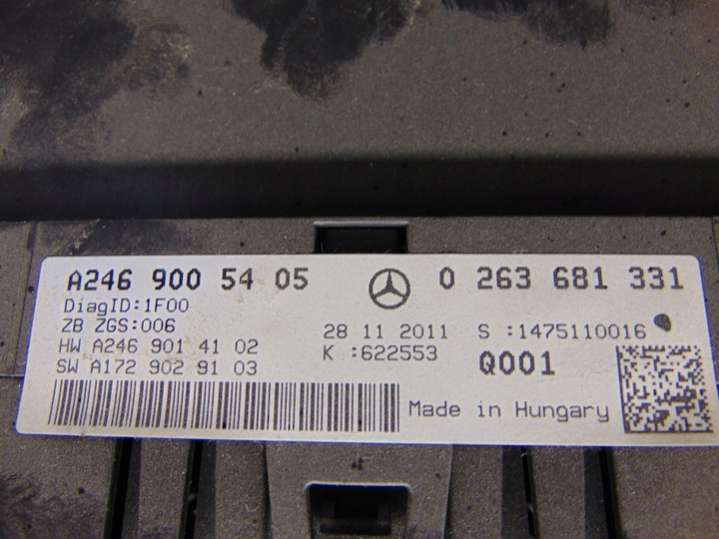 A246 900 54 05 0 263 681 331
DiagID:1F00
ZB ZGS:006
28 11 2011 S :1475110016
HW A246 901 41 02
K :622553 Q001
SW A172 902 91 03
Made in Hungary